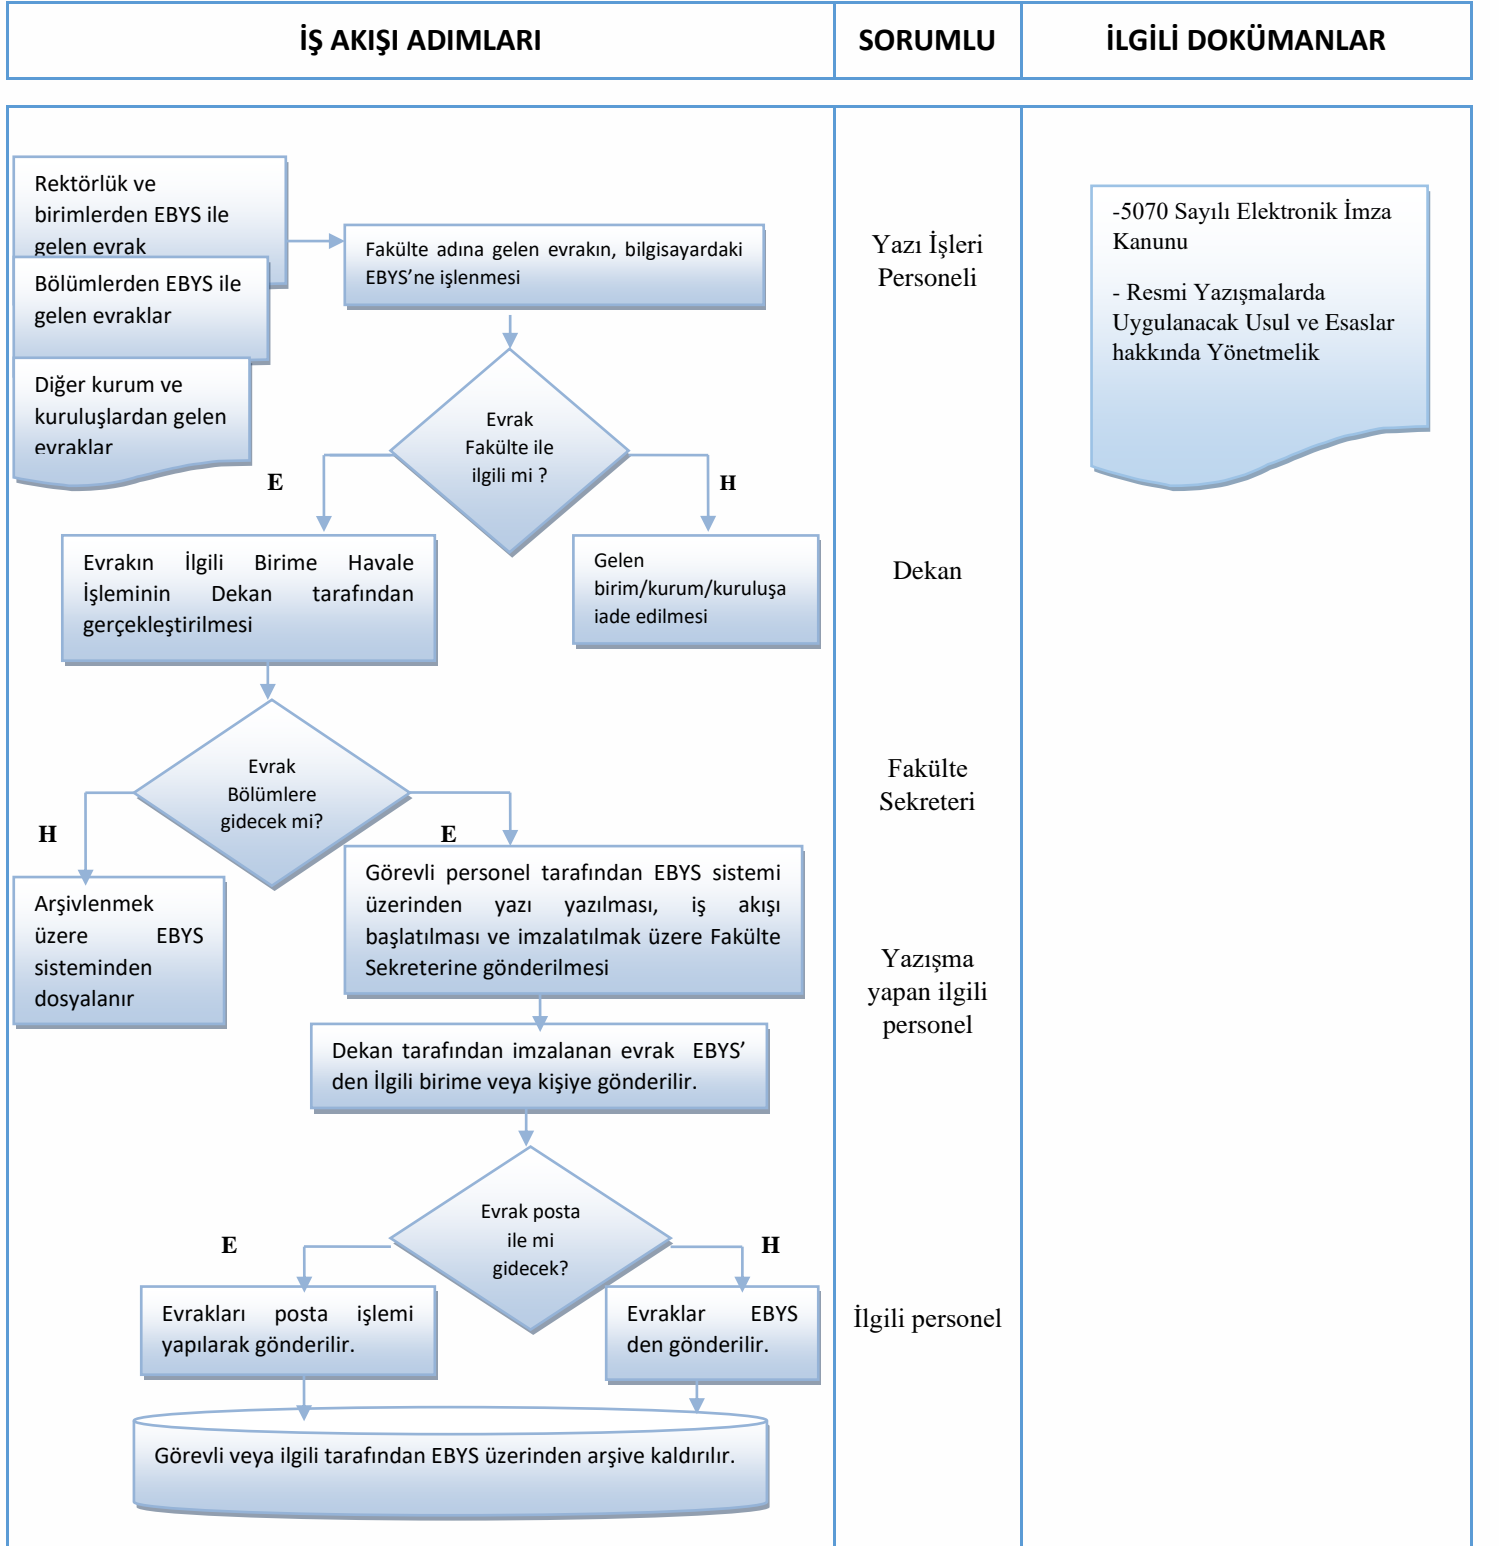 İŞ AKIŞI ADIMLARI
SORUMLU
İLGİLİ DOKÜMANLAR
Rektörlük ve
birimlerden EBYS ile
gelen evrak
Bölümlerden EBYS ile
gelen evraklar
Diğer kurum ve
kuruluşlardan gelen
evraklar
Fakülte adına gelen evrakın, bilgisayardaki
EBYS’ne işlenmesi
Yazı İşleri
Personeli
-5070 Sayılı Elektronik İmza
Kanunu
- Resmi Yazışmalarda
Uygulanacak Usul ve Esaslar
hakkında Yönetmelik
Evrak
Fakülte ile
ilgili mi ?
E
H
Evrakın İlgili Birime Havale
İşleminin Dekan tarafından
gerçekleştirilmesi
Gelen
birim/kurum/kuruluşa
iade edilmesi
Dekan
Evrak
Bölümlere
gidecek mi?
Fakülte
Sekreteri
H
E
Arşivlenmek
üzere EBYS
sisteminden
dosyalanır
Görevli personel tarafından EBYS sistemi
üzerinden yazı yazılması, iş akışı
başlatılması ve imzalatılmak üzere Fakülte
Sekreterine gönderilmesi
Yazışma
yapan ilgili
personel
Dekan tarafından imzalanan evrak EBYS’
den İlgili birime veya kişiye gönderilir.
Evrak posta
ile mi
gidecek?
E
H
Evrakları posta işlemi
yapılarak gönderilir.
Evraklar EBYS
den gönderilir.
İlgili personel
Görevli veya ilgili tarafından EBYS üzerinden arşive kaldırılır.